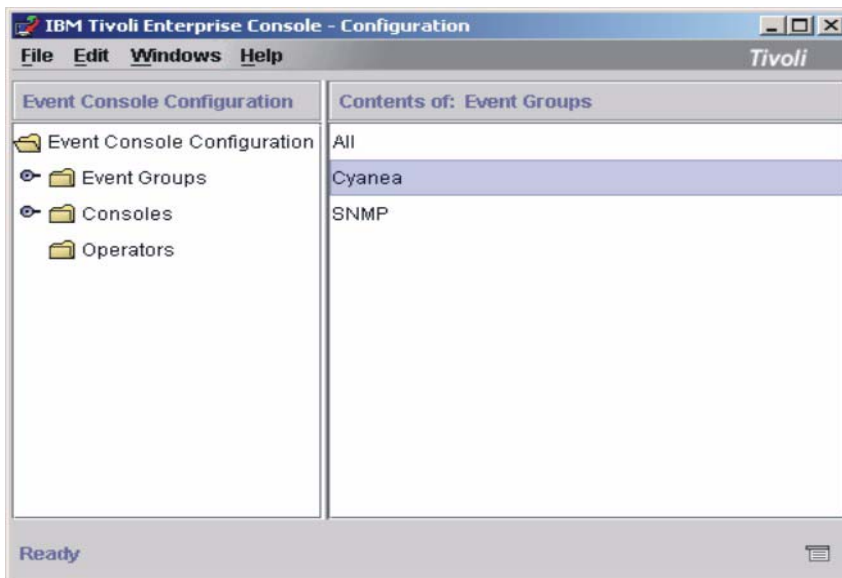 IBM Tivoli Enterprise Console - Configuration
File Edit Windows Help
Tivoli
Event Console Configuration
Contents of: Event Groups
Event Console Configuration
Event Groups
Consoles
Operators
All
Cyanea
SNMP
Ready